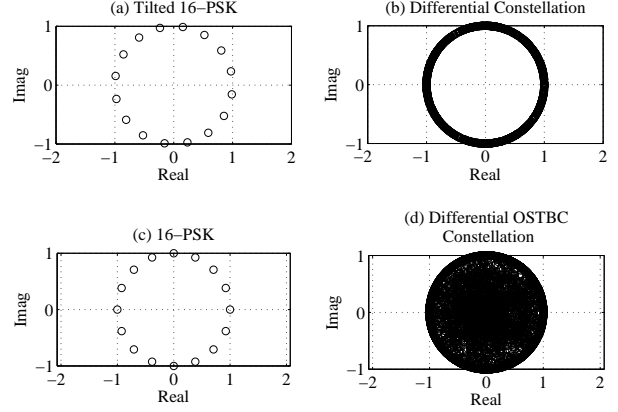 (a) Tilted 16−PSK
1
0
−1
Imag
−2 −1 0 1 2
Real
(b) Differential Constellation
1
0
−1
Imag
−2 −1 0 1 2
Real
(c) 16−PSK
1
0
−1
Imag
−2 −1 0 1 2
Real
(d) Differential OSTBC
Constellation
1
0
−1
Imag
−2 −1 0 1 2
Real